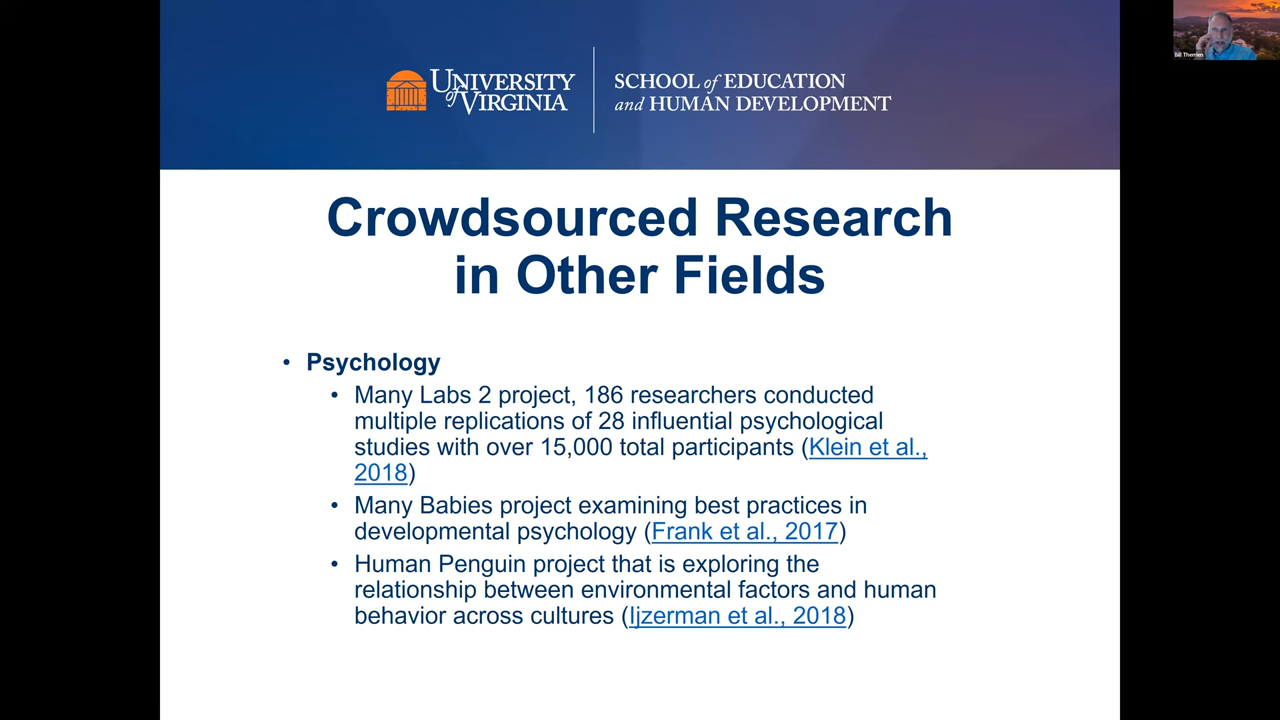 UNIVERSITY of VIRGINIA
SCHOOL of EDUCATION
and HUMAN DEVELOPMENT
Bill Therrien
Crowdsourced Research
in Other Fields
• Psychology
• Many Labs 2 project, 186 researchers conducted
multiple replications of 28 influential psychological
studies with over 15,000 total participants (Klein et al.,
2018)
• Many Babies project examining best practices in
developmental psychology (Frank et al., 2017)
• Human Penguin project that is exploring the
relationship between environmental factors and human
behavior across cultures (Ijzerman et al., 2018)